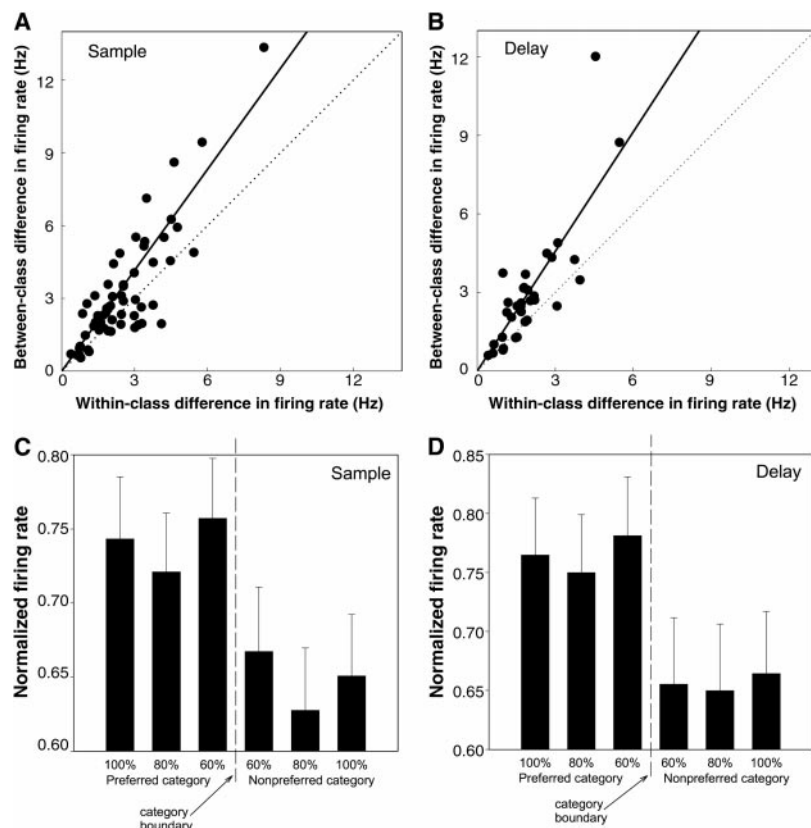 A
Sample
Between-class difference in firing rate (Hz)
12
9
6
3
0
0 3 6 9 12
Within-class difference in firing rate (Hz)
B
Delay
Between-class difference in firing rate (Hz)
12
9
6
3
0
0 3 6 9 12
Within-class difference in firing rate (Hz)
C
Sample
Normalized firing rate
0.80
0.75
0.70
0.65
0.60
100% 80% 60% 60% 80% 100%
Preferred category Nonpreferred category
category
boundary
D
Delay
Normalized firing rate
0.85
0.80
0.75
0.70
0.65
0.60
100% 80% 60% 60% 80% 100%
Preferred category Nonpreferred category
category
boundary